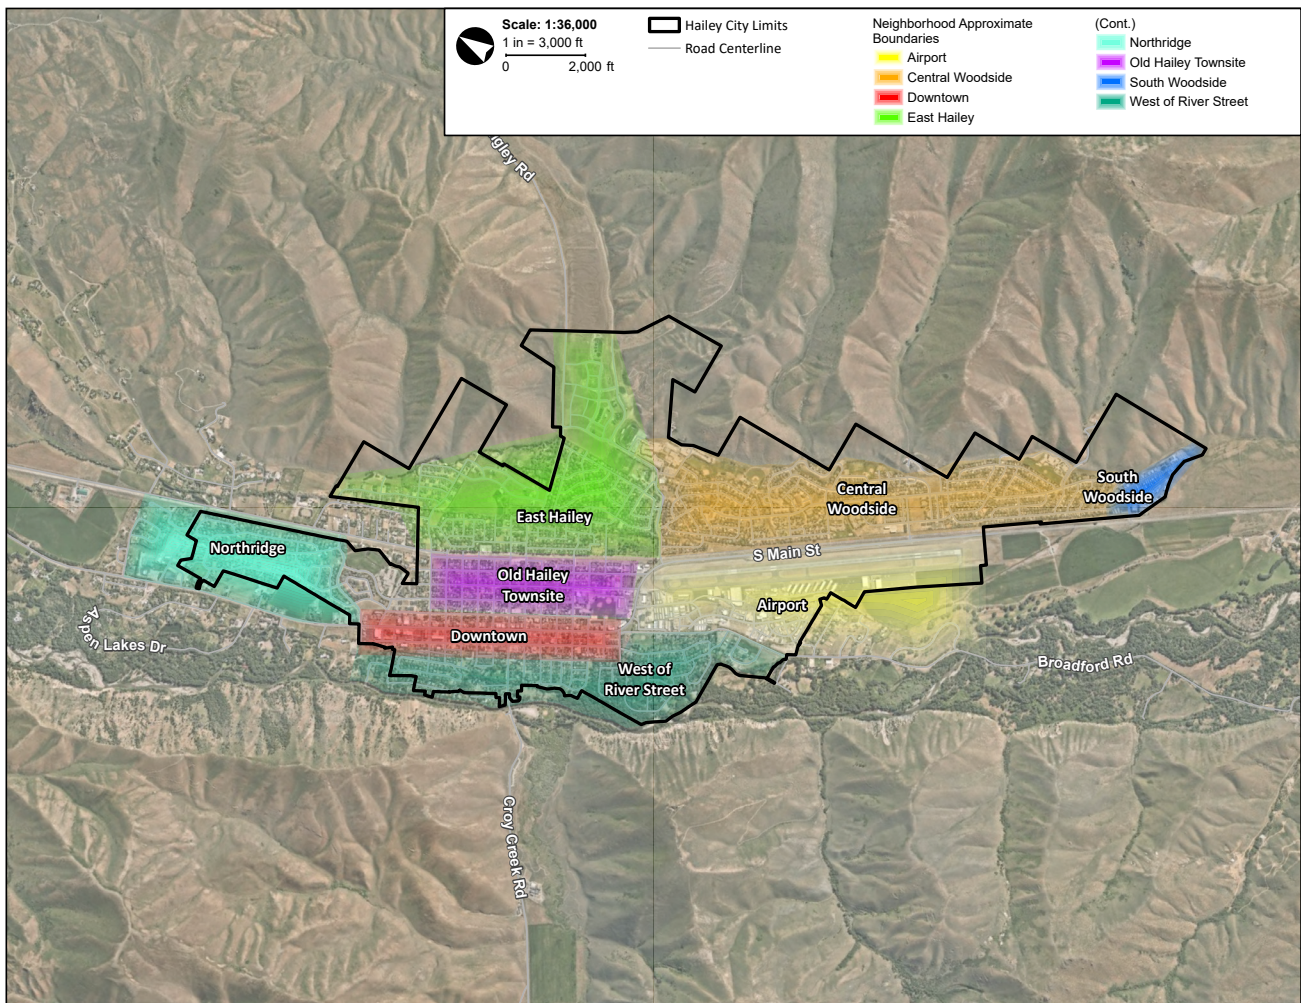 Scale: 1:36,000
1 in = 3,000 ft
0 2,000 ft
Hailey City Limits
Road Centerline
Neighborhood Approximate
Boundaries
Airport
Central Woodside
Downtown
East Hailey
(Cont.)
Northridge
Old Hailey Townsite
South Woodside
West of River Street
igley Rd
South
Woodside
Central
Woodside
East Hailey
Northridge
S Main St
Old Hailey
Townsite
Airport
Aspen Lakes Dr
Downtown
Broadford Rd
West of
River Street
Croy Creek Rd